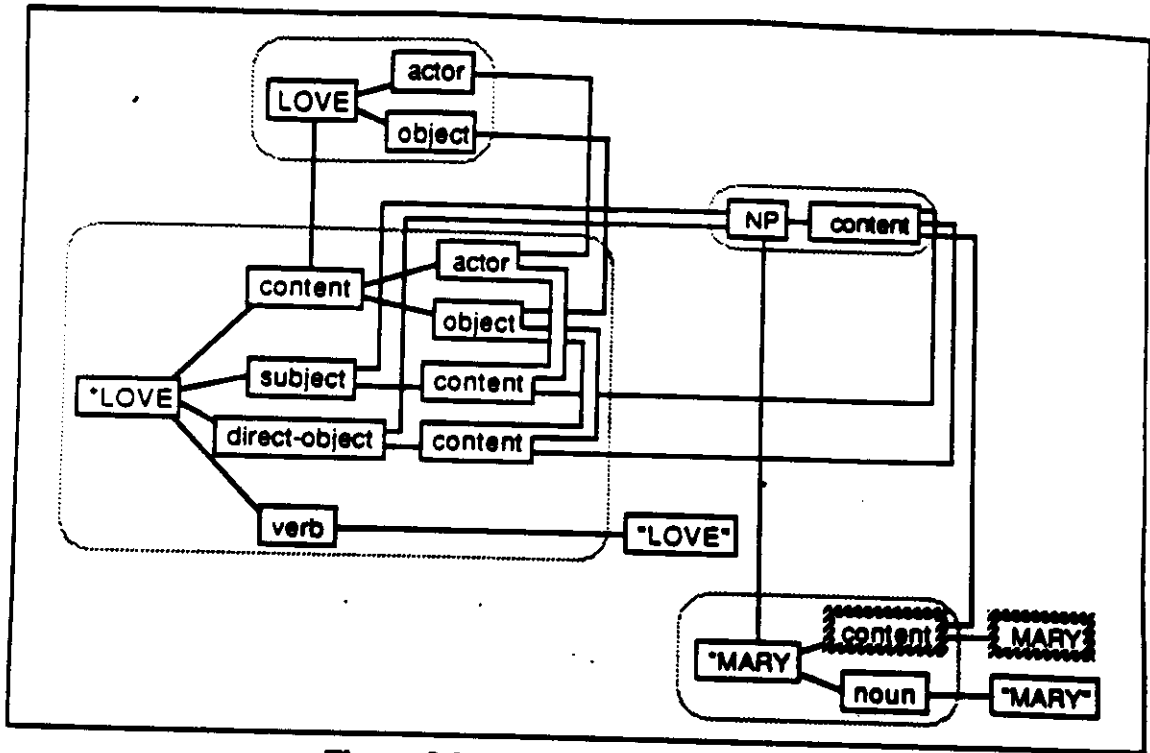 actor
LOVE
object
NP
content
actor
content
object
subject
content
*LOVE
direct-object
content
verb
"LOVE"
content
MARY
*MARY
noun
"MARY"